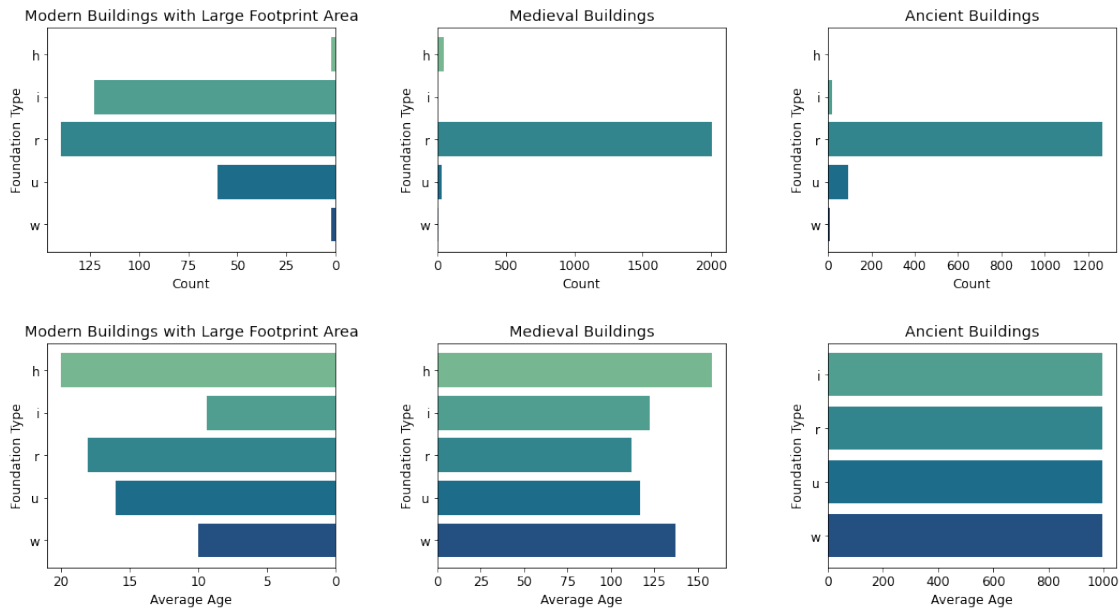 Modern Buildings with Large Footprint Area
Foundation Type
h
i
r
u
w
125 100 75 50 25 0
Count
Medieval Buildings
Foundation Type
h
i
r
u
w
0 500 1000 1500 2000
Count
Ancient Buildings
Foundation Type
h
i
r
u
w
0 200 400 600 800 1000 1200
Count
Modern Buildings with Large Footprint Area
Foundation Type
h
i
r
u
w
20 15 10 5 0
Average Age
Medieval Buildings
Foundation Type
h
i
r
u
w
0 25 50 75 100 125 150
Average Age
Ancient Buildings
Foundation Type
i
r
u
w
0 200 400 600 800 1000
Average Age